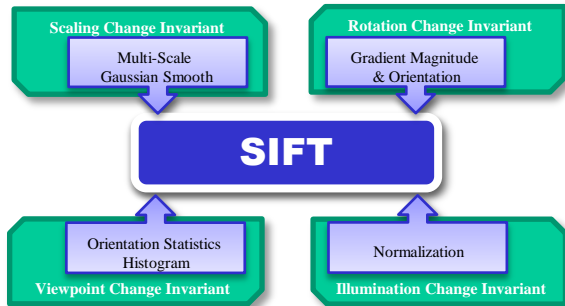 Scaling Change Invariant
Multi-Scale
Gaussian Smooth
Rotation Change Invariant
Gradient Magnitude
& Orientation
SIFT
Orientation Statistics
Histogram
Viewpoint Change Invariant
Normalization
Illumination Change Invariant